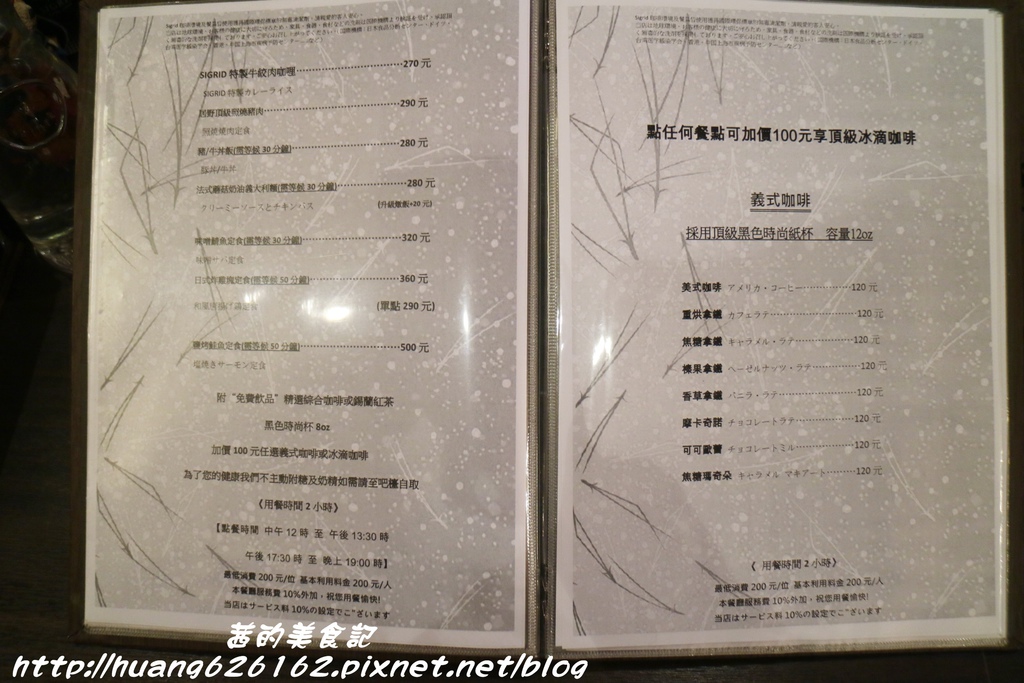 SIGRID 特製牛絞肉咖哩 270 元
SIGRID 特製カレーライス
居野頂級照燒豬肉 290 元
照焼焼肉定食
豬/牛丼飯(需等候 30 分鐘) 280 元
豚丼/牛丼
法式蘑菇奶油義大利麵(需等候 30 分鐘) 280 元
クリーミーソースとチキンパス (升級燉飯+20 元)
味噌鯖魚定食(需等候 30 分鐘) 320 元
味噌サバ定食
日式炸雞塊定食(需等候 50 分鐘) 360 元
(單點 290 元)
鹽烤鮭魚定食(需等候 50 分鐘) 500 元
塩焼きサーモン定食
附“免費飲品”精選綜合咖啡或錫蘭紅茶
黑色時尚杯 8oz
加價 100 元任選義式咖啡或冰滴咖啡
為了您的健康我們不主動附糖及奶精如需請至吧檯自取
《用餐時間 2 小時》
【點餐時間 中午 12 時 至 午後 13:30 時
午後 17:30 時 至 晚上 19:00 時】
最低消費 200 元/位 基本利用料金 200 元/人
本餐廳服務費 10%外加，祝您用餐愉快!
当店はサービス料 10%の設定でございます
點任何餐點可加價100元享頂級冰滴咖啡
義式咖啡
採用頂級黑色時尚紙杯 容量12oz
美式咖啡 アメリカ・コーヒー 120 元
重烘拿鐵 カフェラテ 120 元
焦糖拿鐵 キャラメル・ラテ 120 元
榛果拿鐵 ヘーゼルナッツ・ラテ 120 元
香草拿鐵 バニラ・ラテ 120 元
摩卡奇諾 チョコレートラテ 120 元
可可歐蕾 チョコレートミル 120 元
焦糖瑪奇朵 キャラメル マキアート 120 元
《 用餐時間 2 小時》
最低消費 200 元/位 基本利用料金 200 元/人
本餐廳服務費 10%外加，祝您用餐愉快!
当店はサービス料 10%の設定でございます
茜的美食記
http://huang626162.pixnet.net/blog